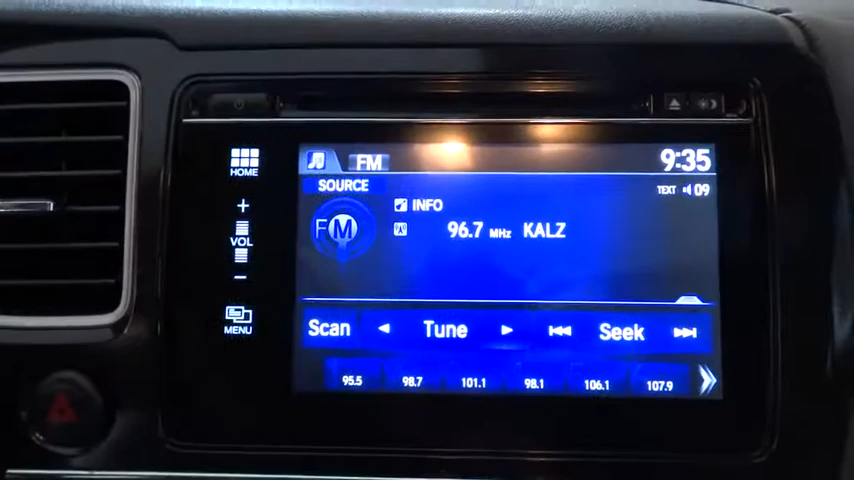 FM
9:35
HOME
SOURCE
TEXT 09
FM
INFO
96.7 MHz KALZ
+
VOL
-
MENU
Scan Tune Seek
95.5 98.7 101.1 98.1 106.1 107.9